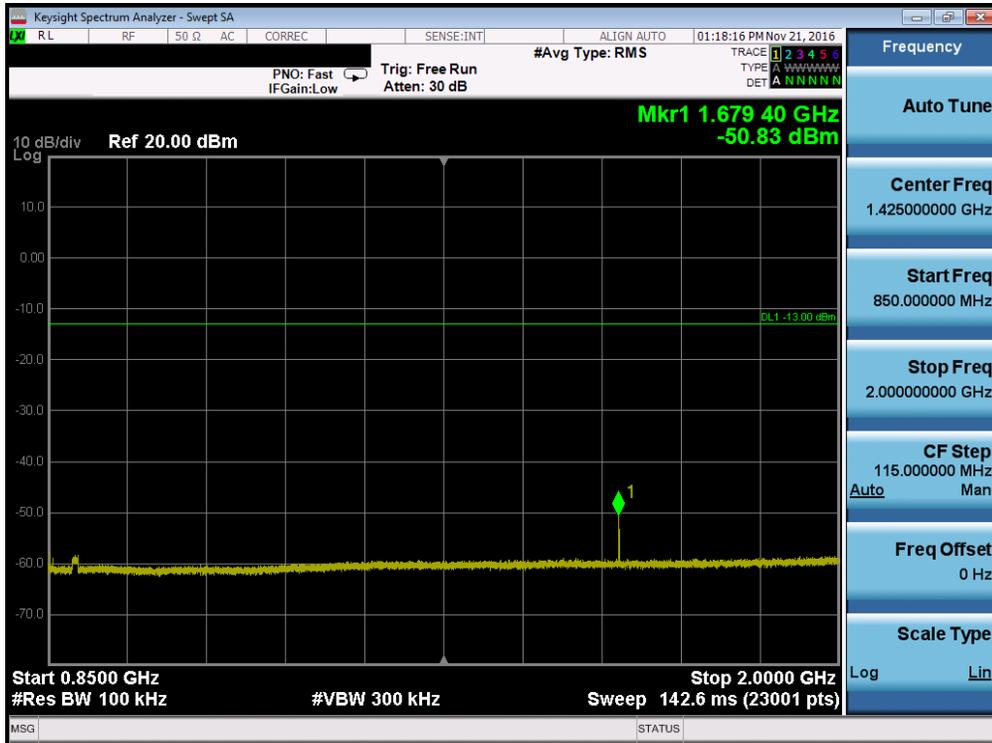 Keysight Spectrum Analyzer - Swept SA
LXI RL RF 50 Ω AC CORREC SENSE:INT ALIGN AUTO 01:18:16 PM Nov 21, 2016
Frequency
#Avg Type: RMS TRACE 1 2 3 4 5 6
PNO: Fast Trig: Free Run TYPE A WWWWW
IFGain:Low Atten: 30 dB DET A N N N N N
Auto Tune
Mkr1 1.679 40 GHz
-50.83 dBm
10 dB/div Ref 20.00 dBm
Log
Center Freq
1.425000000 GHz
10.0
0.00
Start Freq
850.000000 MHz
-10.0
DL1 -13.00 dBm
-20.0
Stop Freq
2.000000000 GHz
-30.0
-40.0
CF Step
115.000000 MHz
Auto Man
1
-50.0
-60.0
Freq Offset
0 Hz
-70.0
Scale Type
Log Lin
Start 0.8500 GHz Stop 2.0000 GHz
#Res BW 100 kHz #VBW 300 kHz Sweep 142.6 ms (23001 pts)
MSG STATUS